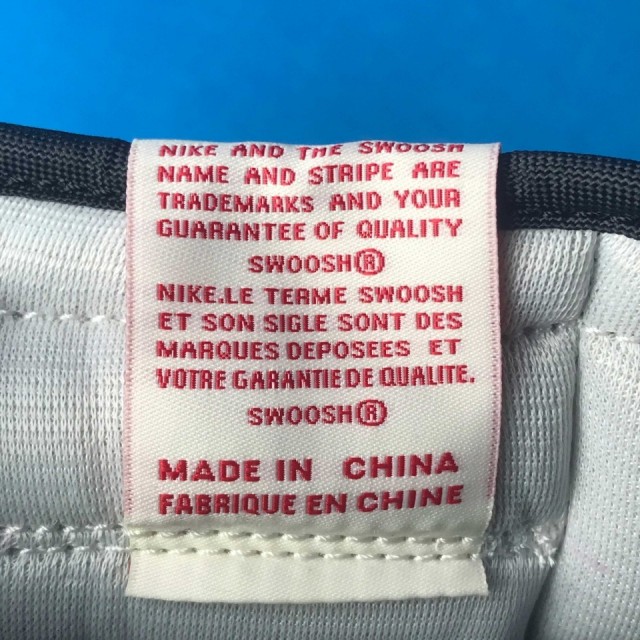 NIKE AND THE SWOOSH
NAME AND STRIPE ARE
TRADEMARKS AND YOUR
GUARANTEE OF QUALITY
SWOOSH®
NIKE.LE TERME SWOOSH
ET SON SIGLE SONT DES
MARQUES DEPOSEES ET
VOTRE GARANTIE DE QUALITE.
SWOOSH®
MADE IN CHINA
FABRIQUE EN CHINE